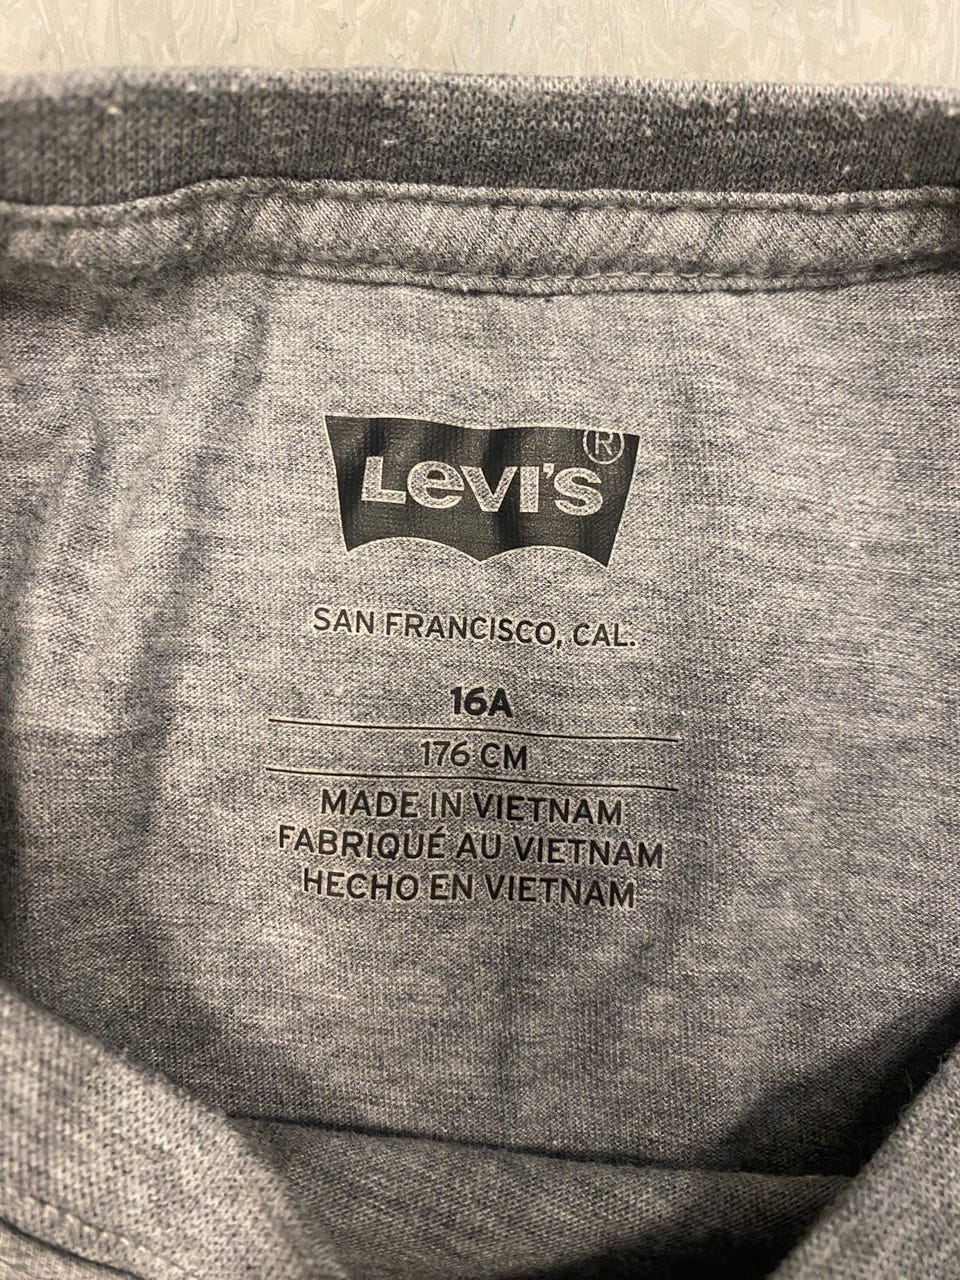 Levi's ®
SAN FRANCISCO, CAL.
16A
176 CM
MADE IN VIETNAM
FABRIQUÉ AU VIETNAM
HECHO EN VIETNAM